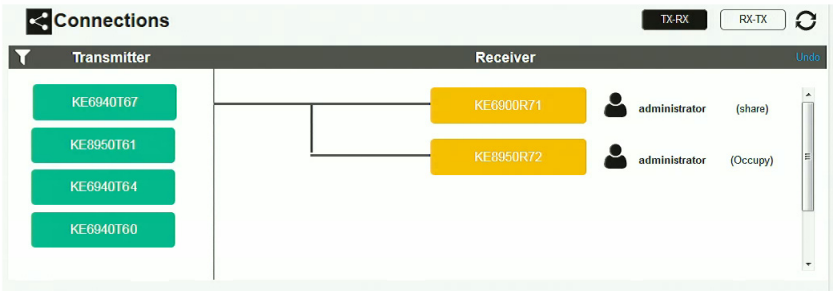 Connections
TX-RX
RX-TX
Transmitter
Receiver
Undo
KE6940T67
KE6900R71
administrator
(share)
KE8950T61
KE8950R72
administrator
(Occupy)
KE6940T64
KE6940T60